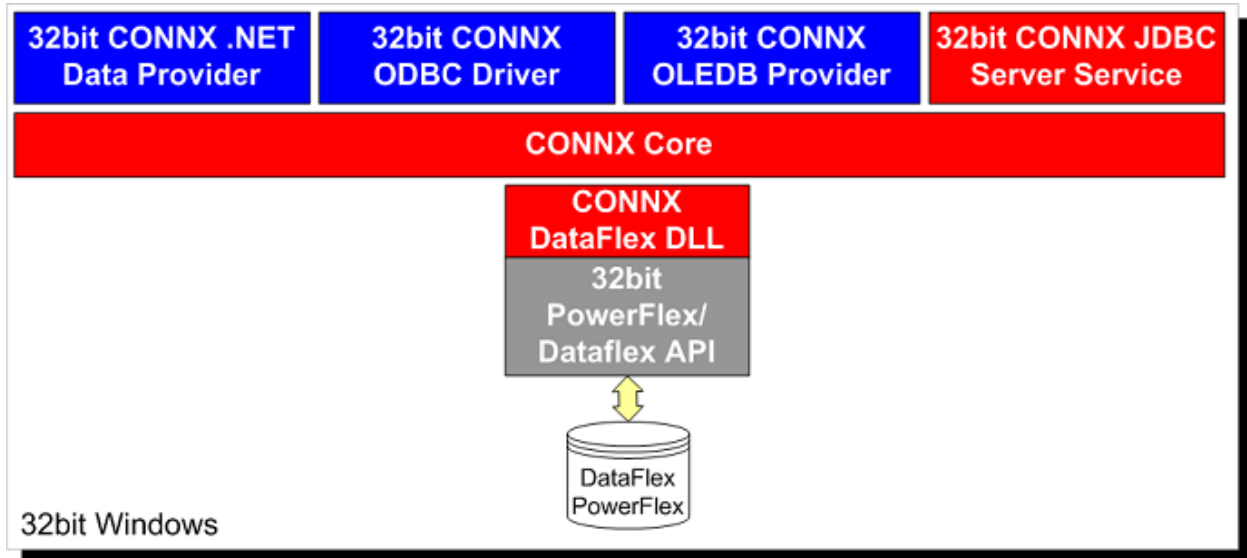 32bit CONNX .NET
Data Provider
32bit CONNX
ODBC Driver
32bit CONNX
OLEDB Provider
32bit CONNX JDBC
Server Service
CONNX Core
CONNX
DataFlex DLL
32bit
PowerFlex/
Dataflex API
DataFlex
PowerFlex
32bit Windows